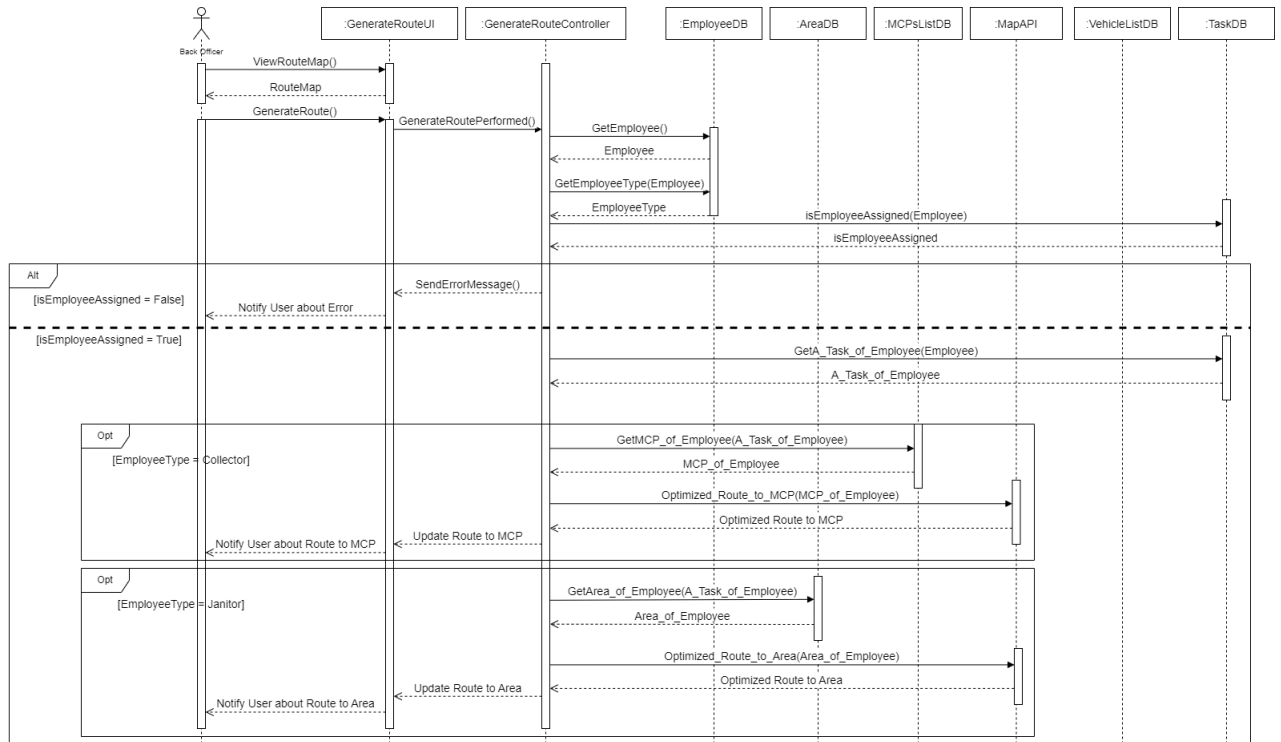 :GenerateRouteUI
:GenerateRouteController
:EmployeeDB
:AreaDB
:MCPsListDB
:MapAPI
:VehicleListDB
:TaskDB
Back Officer
ViewRouteMap()
RouteMap
GenerateRoute()
GenerateRoutePerformed()
GetEmployee()
Employee
GetEmployeeType(Employee)
EmployeeType
isEmployeeAssigned(Employee)
isEmployeeAssigned
Alt
SendErrorMessage()
[isEmployeeAssigned = False]
Notify User about Error
[isEmployeeAssigned = True]
GetA_Task_of_Employee(Employee)
A_Task_of_Employee
Opt
GetMCP_of_Employee(A_Task_of_Employee)
[EmployeeType = Collector]
MCP_of_Employee
Optimized_Route_to_MCP(MCP_of_Employee)
Optimized Route to MCP
Update Route to MCP
Notify User about Route to MCP
Opt
GetArea_of_Employee(A_Task_of_Employee)
[EmployeeType = Janitor]
Area_of_Employee
Optimized_Route_to_Area(Area_of_Employee)
Optimized Route to Area
Update Route to Area
Notify User about Route to Area